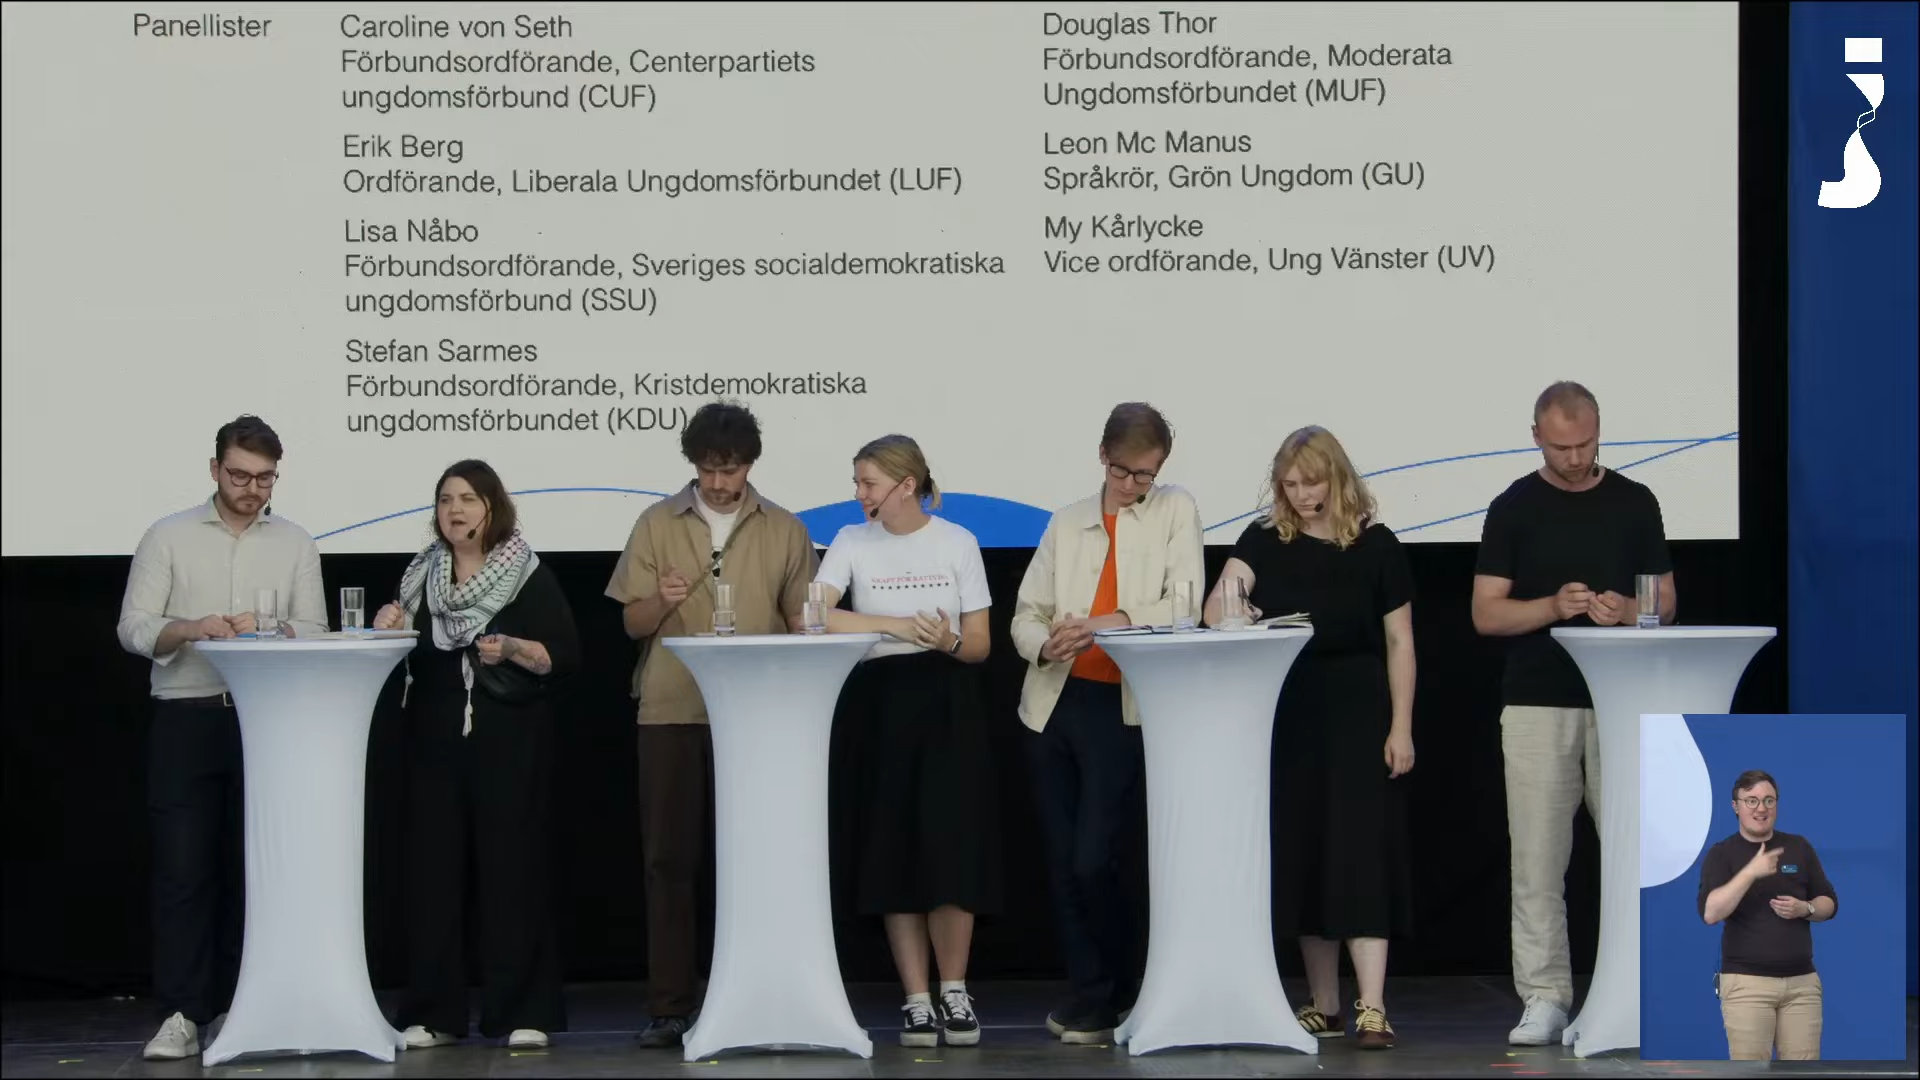 Panellister
Caroline von Seth
Förbundsordförande, Centerpartiets
ungdomsförbund (CUF)
Erik Berg
Ordförande, Liberala Ungdomsförbundet (LUF)
Lisa Nåbo
Förbundsordförande, Sveriges socialdemokratiska
ungdomsförbund (SSU)
Stefan Sarmes
Förbundsordförande, Kristdemokratiska
ungdomsförbundet (KDU)
Douglas Thor
Förbundsordförande, Moderata
Ungdomsförbundet (MUF)
Leon Mc Manus
Språkrör, Grön Ungdom (GU)
My Kårlycke
Vice ordförande, Ung Vänster (UV)